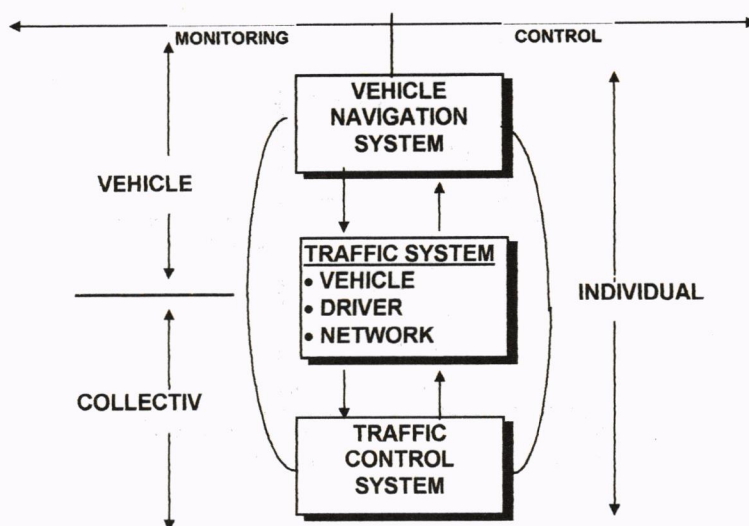 MONITORING
CONTROL
VEHICLE
NAVIGATION
SYSTEM
VEHICLE
TRAFFIC SYSTEM
• VEHICLE
• DRIVER
• NETWORK
INDIVIDUAL
COLLECTIV
TRAFFIC
CONTROL
SYSTEM